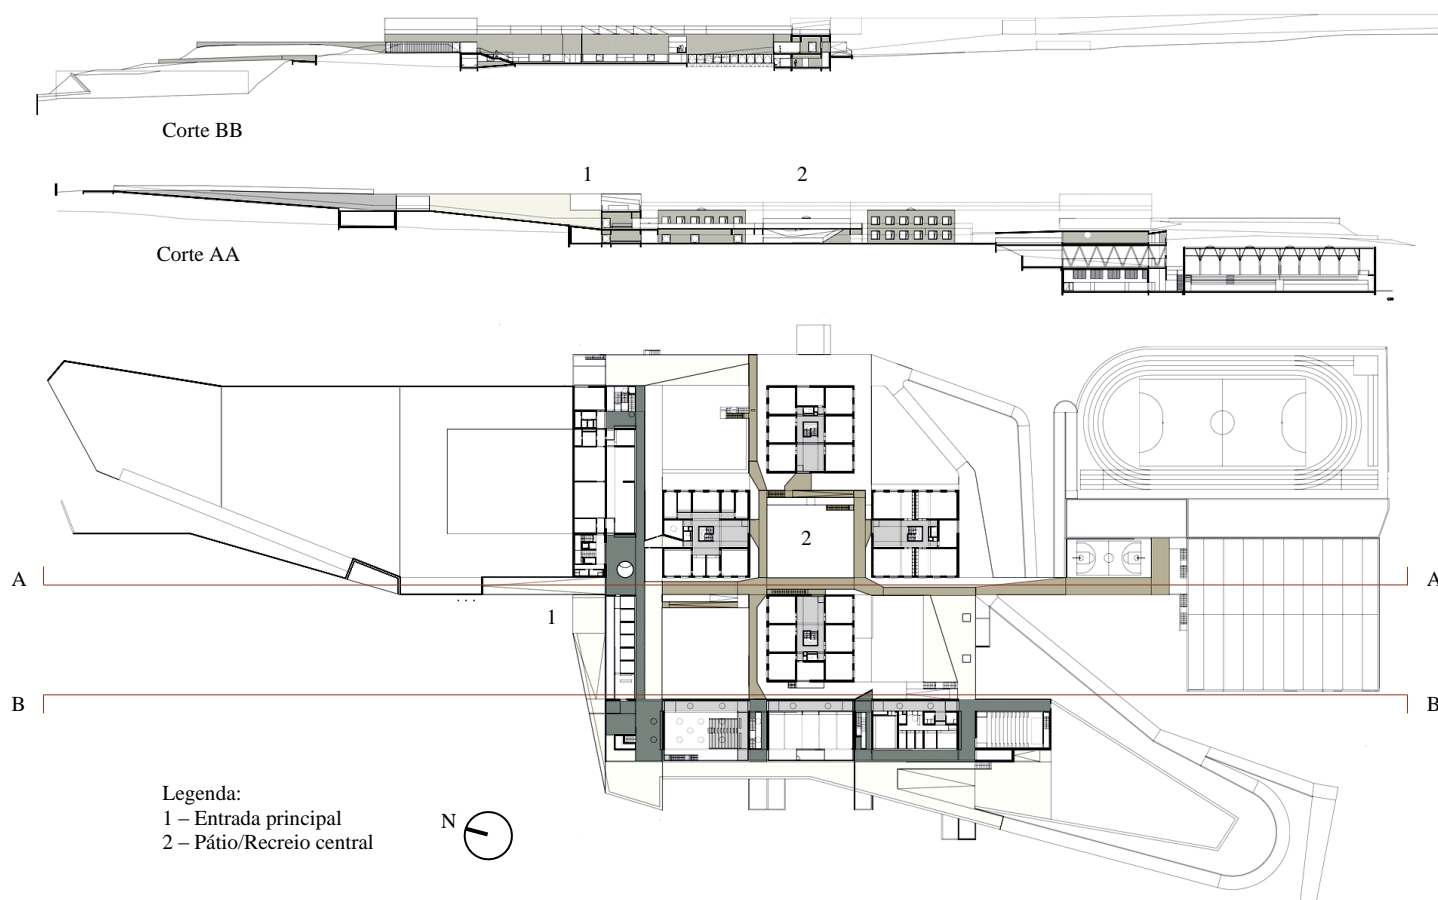 Corte BB
1
2
Corte AA
2
A
A
1
B
B
Legenda:
1 – Entrada principal
2 – Pátio/Recreio central
N